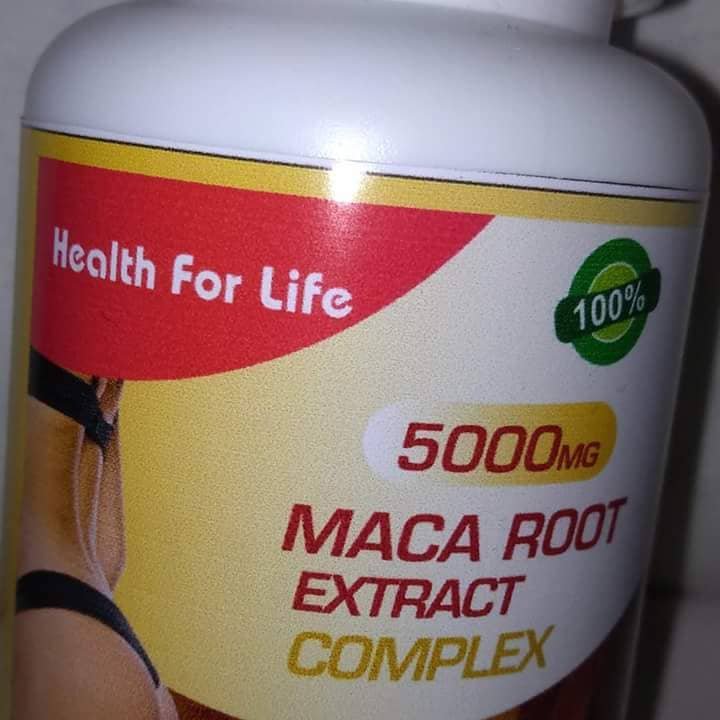 Health For Life
100%
5000MG
MACA ROOT
EXTRACT
COMPLEX